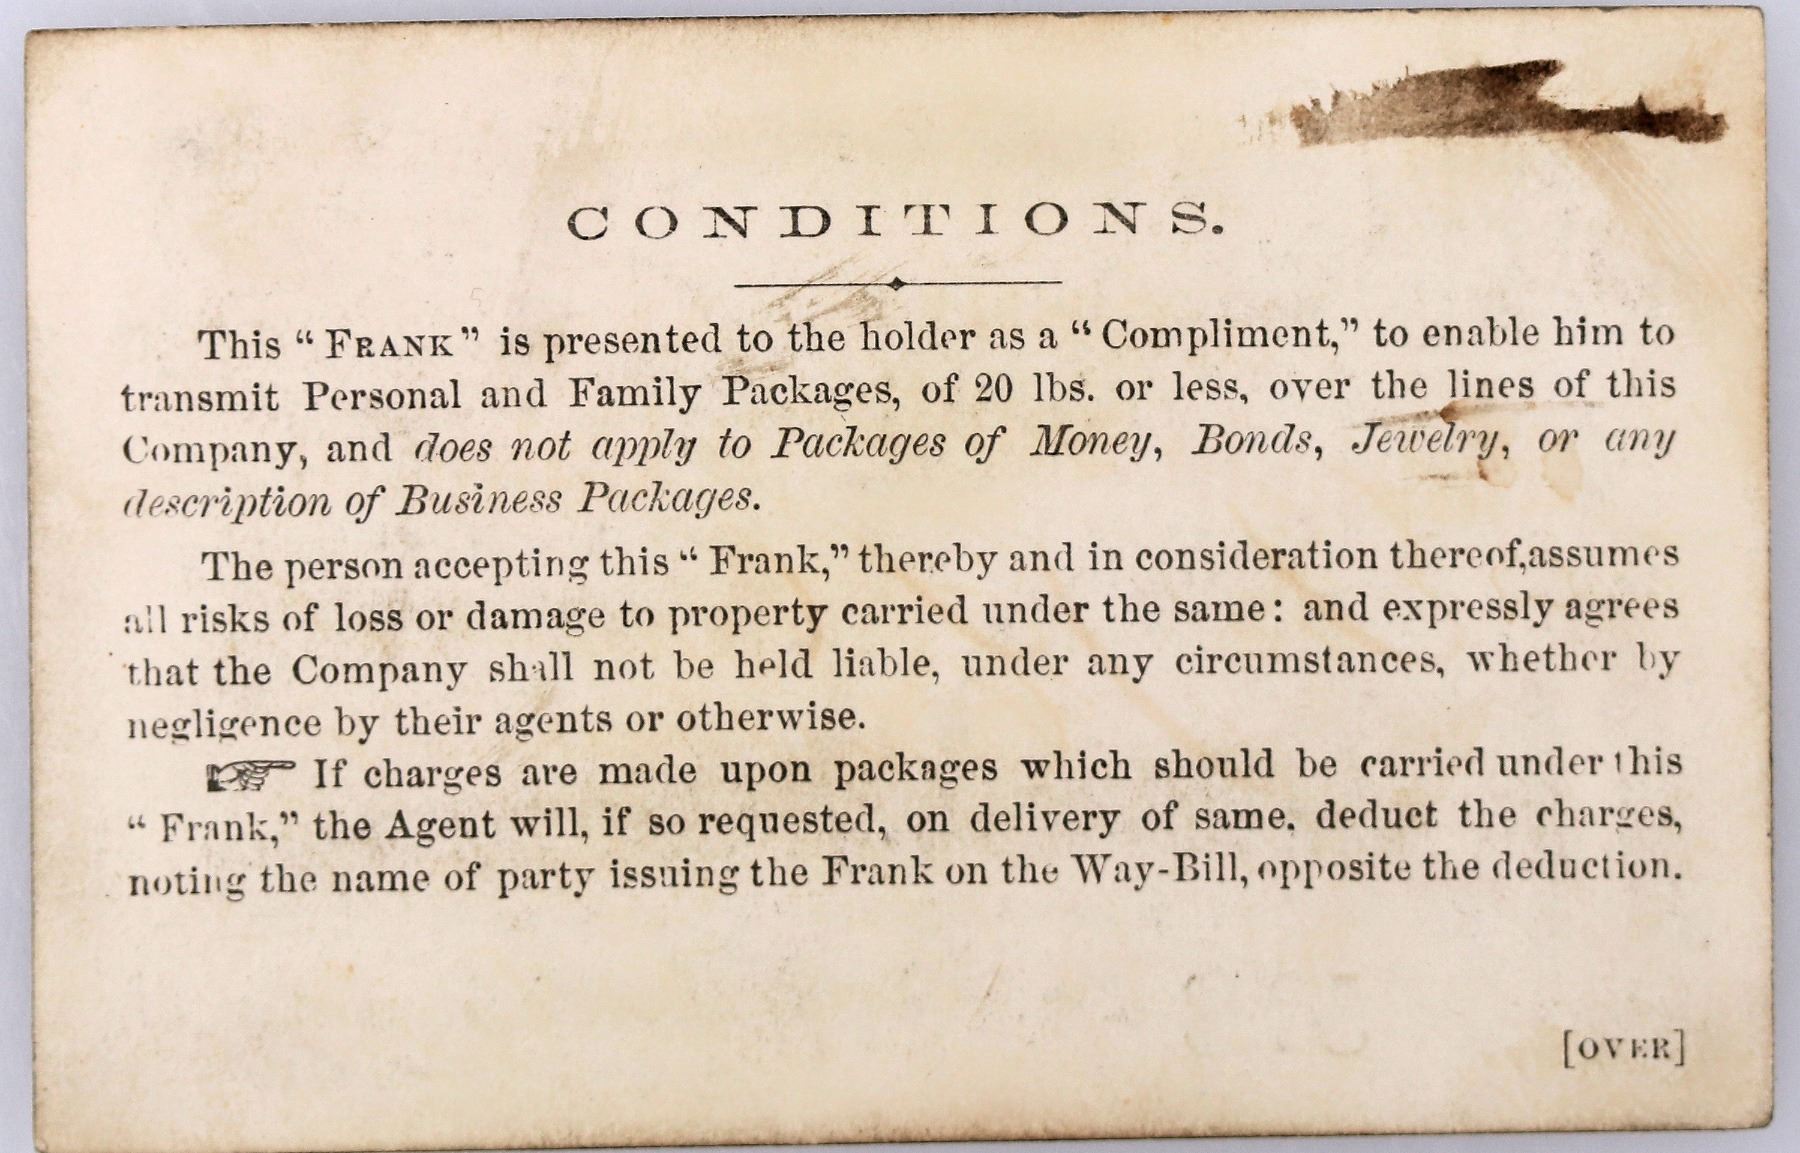 CONDITIONS.
This “FRANK” is presented to the holder as a “Compliment,” to enable him to
transmit Personal and Family Packages, of 20 lbs. or less, over the lines of this
Company, and does not apply to Packages of Money, Bonds, Jewelry, or any
description of Business Packages.
The person accepting this “Frank,” thereby and in consideration thereof, assumes
all risks of loss or damage to property carried under the same: and expressly agrees
that the Company shall not be held liable, under any circumstances, whether by
negligence by their agents or otherwise.
☞ If charges are made upon packages which should be carried under this
“Frank,” the Agent will, if so requested, on delivery of same. deduct the charges,
noting the name of party issuing the Frank on the Way-Bill, opposite the deduction.
[OVER]